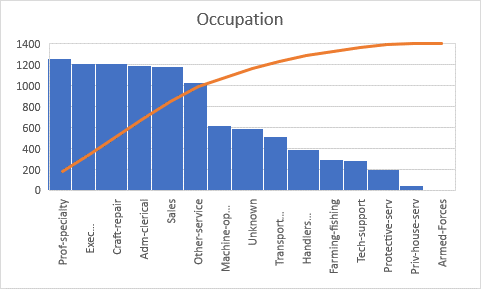 Occupation
1400
1200
1000
800
600
400
200
0
Prof-specialty
Exec…
Craft-repair
Adm-clerical
Sales
Other-service
Machine-op…
Unknown
Transport…
Handlers…
Farming-fishing
Tech-support
Protective-serv
Priv-house-serv
Armed-Forces